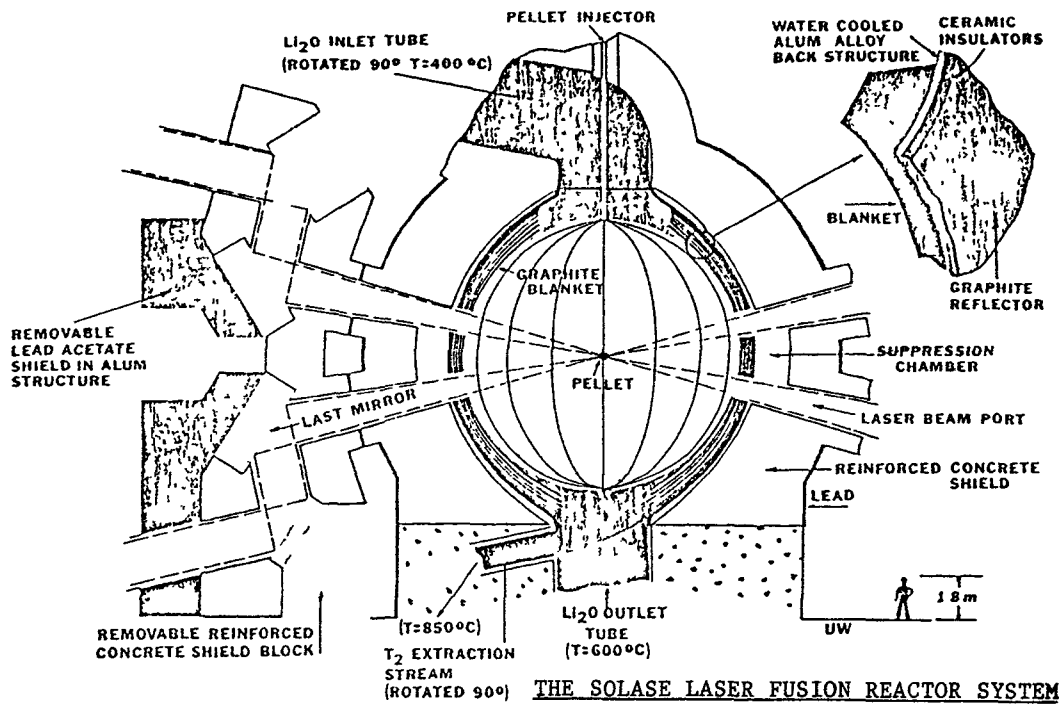 PELLET INJECTOR
Li₂O INLET TUBE
(ROTATED 90° T=400°C)
WATER COOLED
ALUM ALLOY
BACK STRUCTURE
CERAMIC
INSULATORS
BLANKET
GRAPHITE
REFLECTOR
GRAPHITE
BLANKET
REMOVABLE
LEAD ACETATE
SHIELD IN ALUM
STRUCTURE
PELLET
SUPPRESSION
CHAMBER
LAST MIRROR
LASER BEAM PORT
REINFORCED CONCRETE
SHIELD
LEAD
1.8m
UW
REMOVABLE REINFORCED
CONCRETE SHIELD BLOCK
(T=850°C)
T₂ EXTRACTION
STREAM
(ROTATED 90°)
Li₂O OUTLET
TUBE
(T=600°C)
THE SOLASE LASER FUSION REACTOR SYSTEM